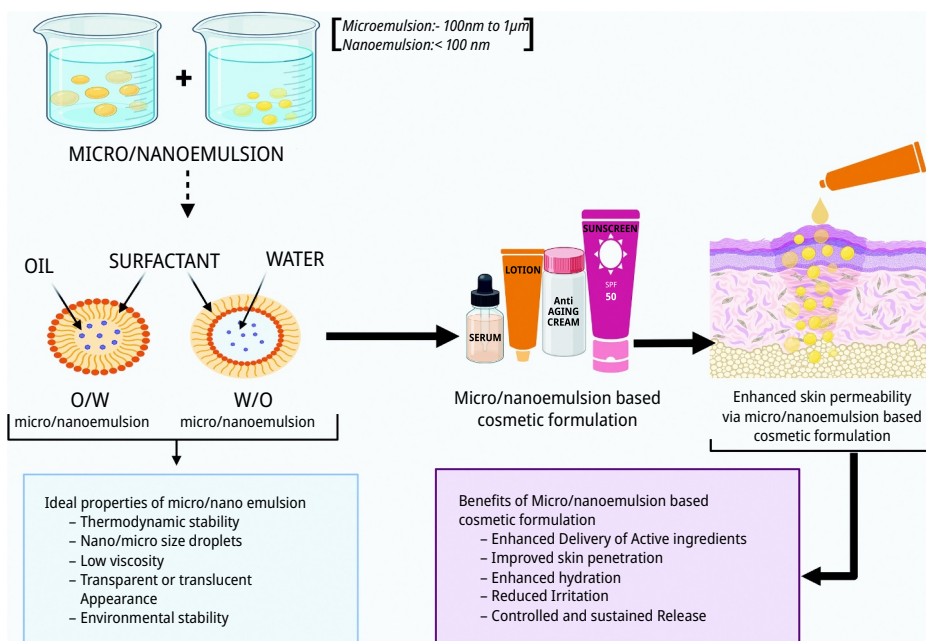 [Microemulsion:- 100nm to 1µm
Nanoemulsion:< 100 nm]
+
MICRO/NANOEMULSION
OIL
SURFACTANT
WATER
O/W
micro/nanoemulsion
W/O
micro/nanoemulsion
SERUM
LOTION
Anti
AGING
CREAM
SUNSCREEN
SPF
50
Micro/nanoemulsion based
cosmetic formulation
Enhanced skin permeability
via micro/nanoemulsion based
cosmetic formulation
Ideal properties of micro/nano emulsion
– Thermodynamic stability
– Nano/micro size droplets
– Low viscosity
– Transparent or translucent
Appearance
– Environmental stability
Benefits of Micro/nanoemulsion based
cosmetic formulation
– Enhanced Delivery of Active ingredients
– Improved skin penetration
– Enhanced hydration
– Reduced Irritation
– Controlled and sustained Release